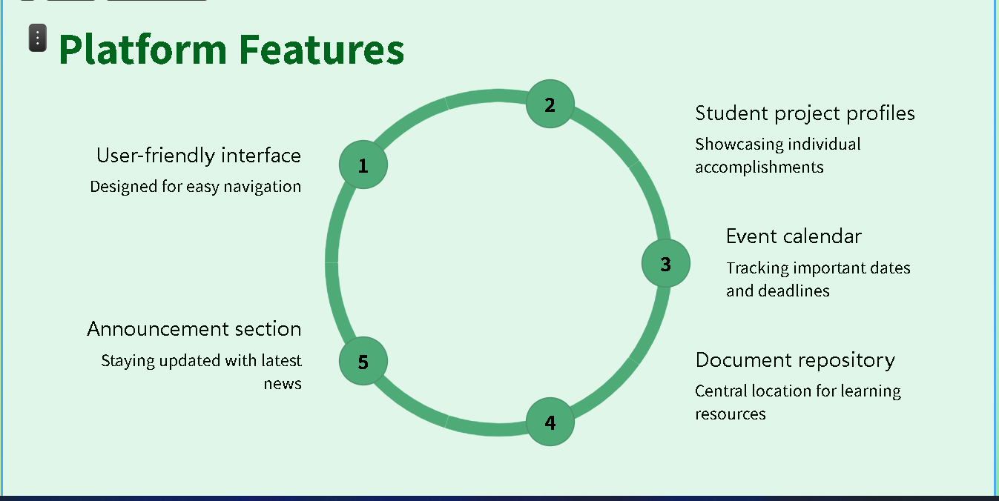 Platform Features
1
User-friendly interface
Designed for easy navigation
2
Student project profiles
Showcasing individual
accomplishments
3
Event calendar
Tracking important dates
and deadlines
4
Document repository
Central location for learning
resources
5
Announcement section
Staying updated with latest
news